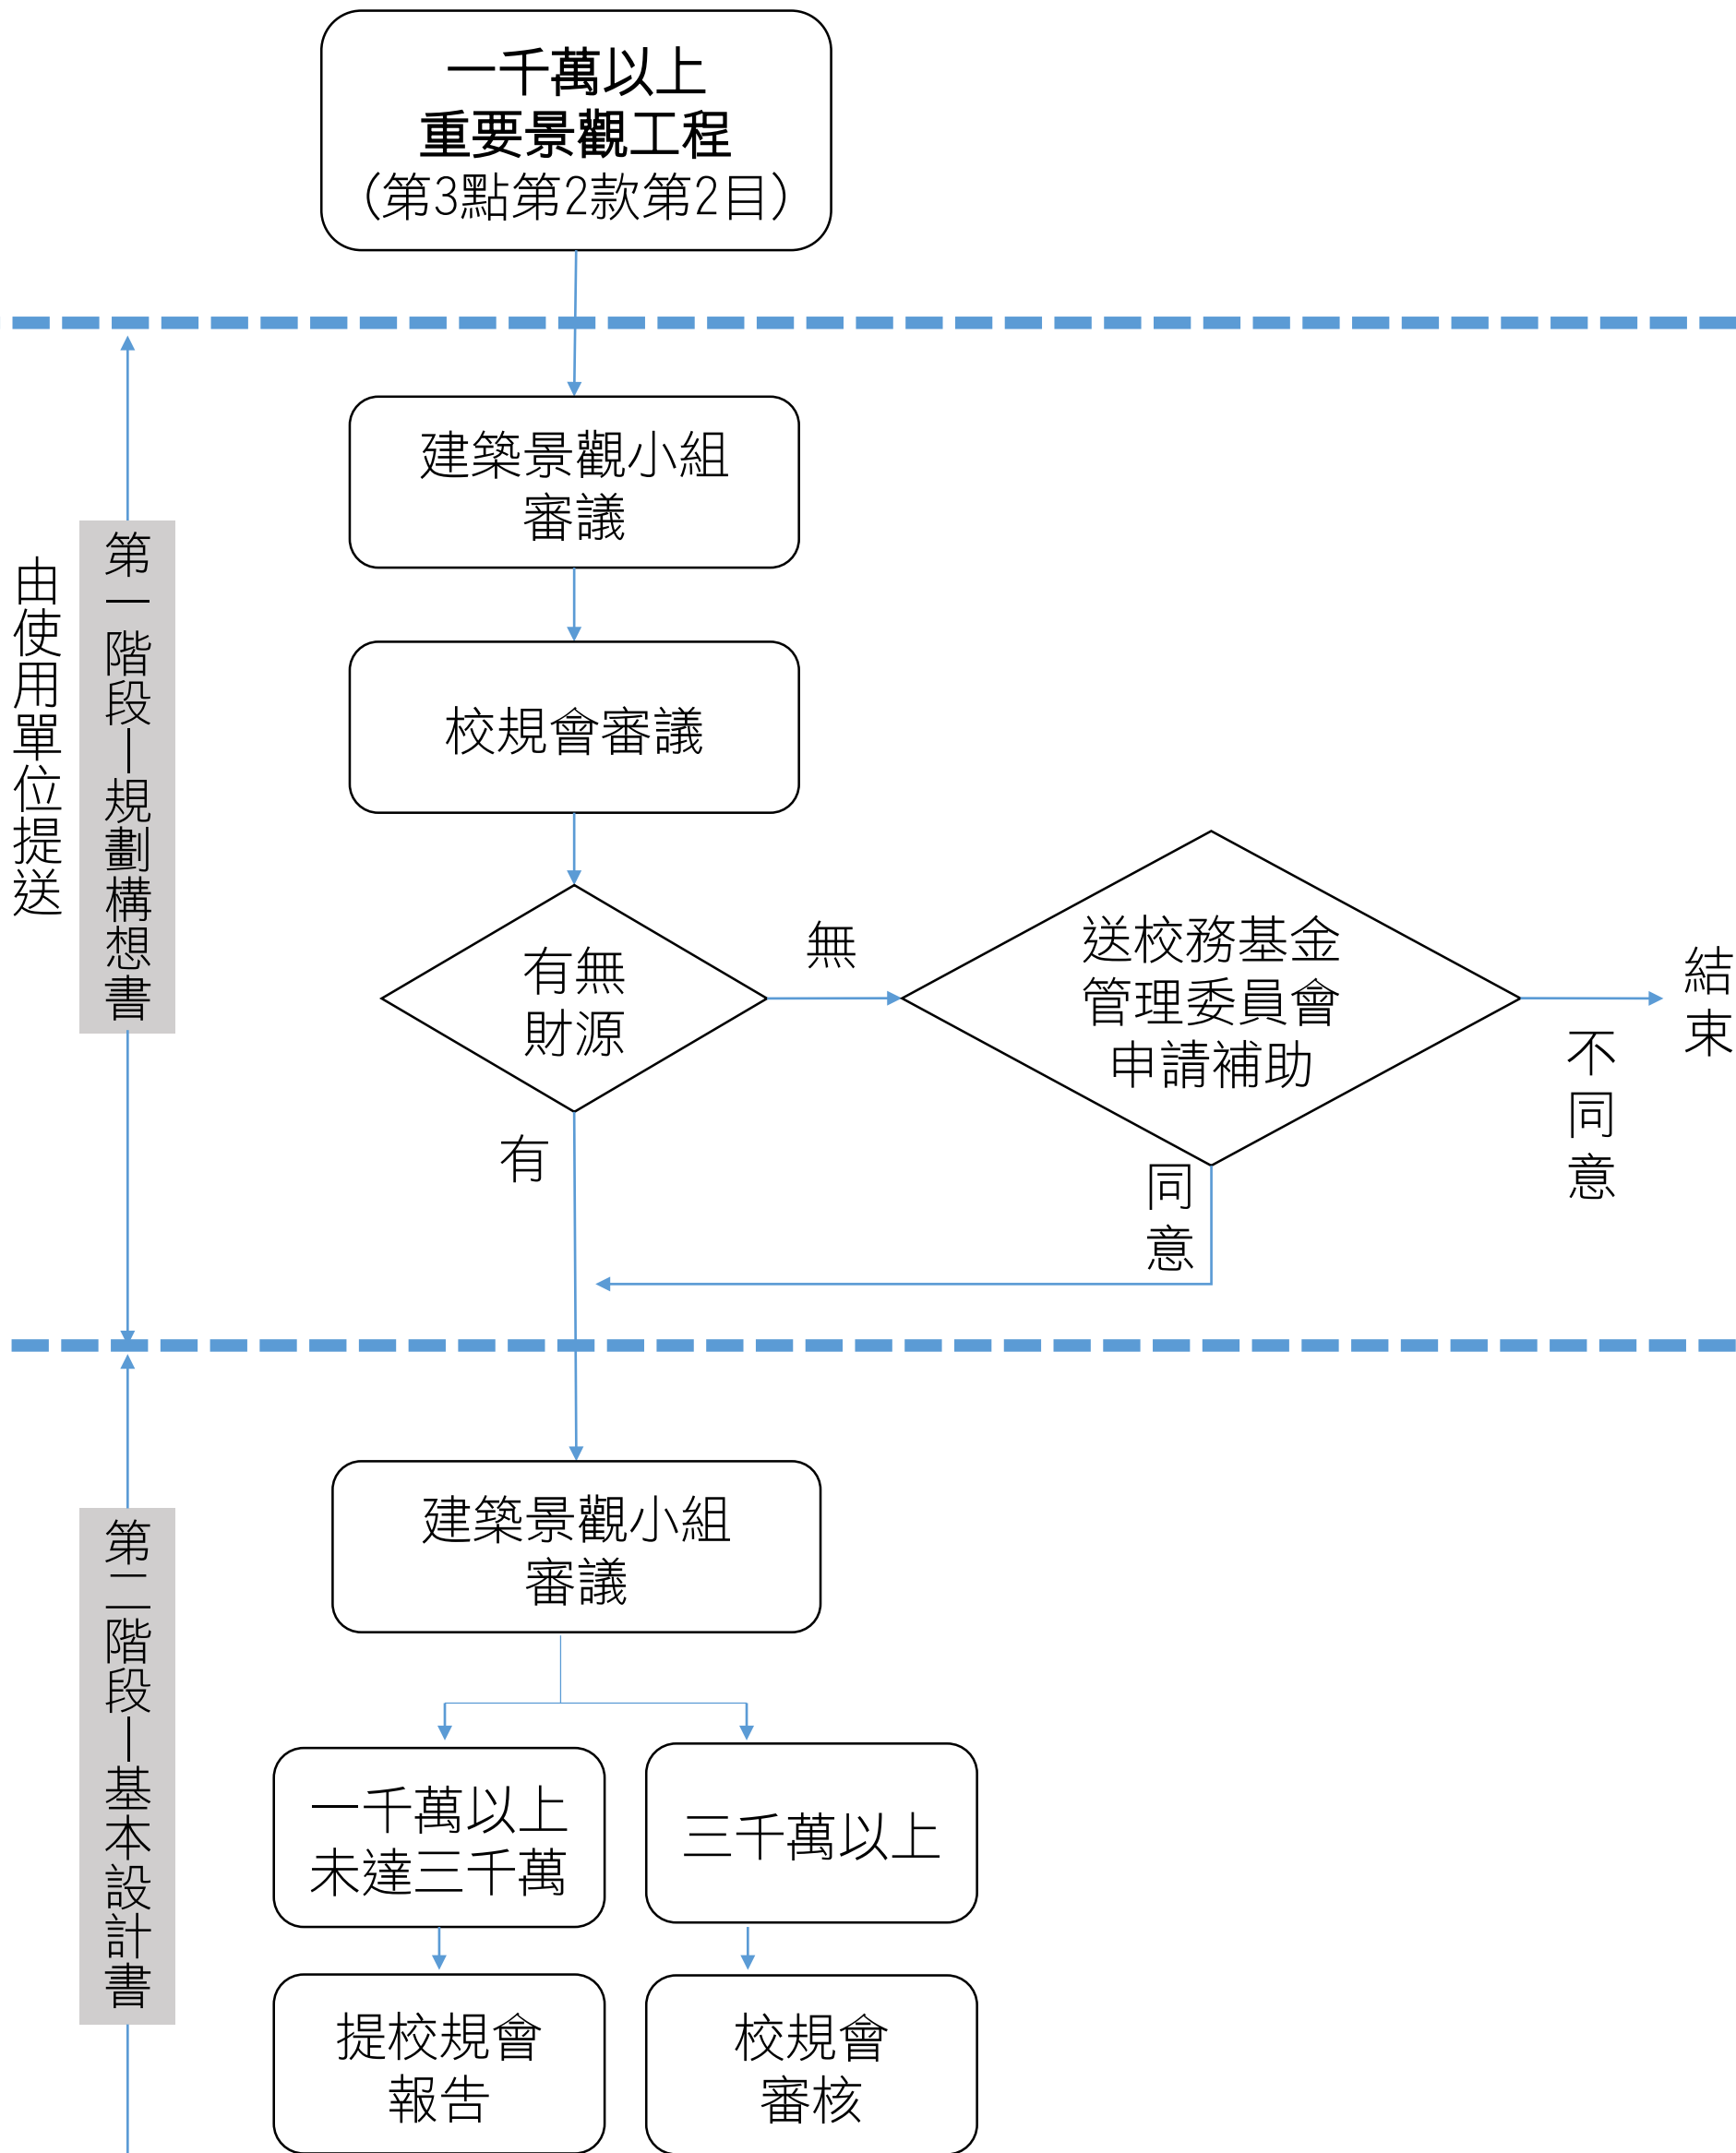 一千萬以上
重要景觀工程
（第3點第2款第2目）
由使用單位提送
第一階段—規劃構想書
建築景觀小組
審議
校規會審議
有無
財源
無
送校務基金
管理委員會
申請補助
結束
不同意
有
同意
第二階段—基本設計書
建築景觀小組
審議
一千萬以上
未達三千萬
三千萬以上
提校規會
報告
校規會
審核